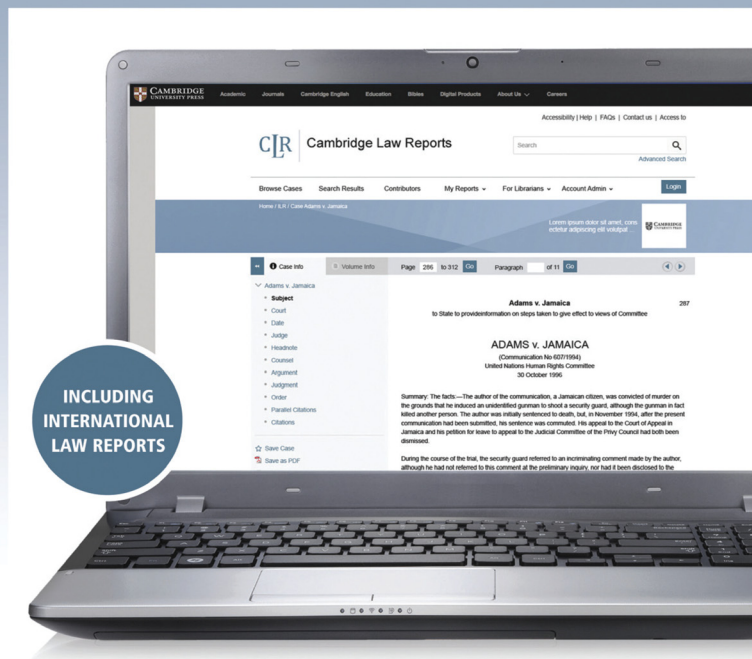 CAMBRIDGE
UNIVERSITY PRESS
Academic Journals Cambridge English Education Bibles Digital Products About Us Careers
Accessibility | Help | FAQs | Contact us | Access to
CLR Cambridge Law Reports
Search
Advanced Search
Browse Cases Search Results Contributors My Reports For Librarians Account Admin Login
Home / ILR / Case Adams v. Jamaica
Lorem ipsum dolor sit amet, cons
ectetur adipiscing elit volutpat ...
CAMBRIDGE
UNIVERSITY PRESS
Case Info Volume Info Page 286 to 312 Go Paragraph of 11 Go
Adams v. Jamaica
Subject
Court
Date
Judge
Headnote
Counsel
Argument
Judgment
Order
Parallel Citations
Citations
Save Case
Save as PDF
Adams v. Jamaica 287
to State to provideinformation on steps taken to give effect to views of Committee
ADAMS v. JAMAICA
(Communication No 607/1994)
United Nations Human Rights Committee
30 October 1996
Summary: The facts:—The author of the communication, a Jamaican citizen, was convicted of murder on
the grounds that he induced an unidentified gunman to shoot a security guard, although the gunman in fact
killed another person. The author was initially sentenced to death, but, in November 1994, after the present
communication had been submitted, his sentence was commuted. His appeal to the Court of Appeal in
Jamaica and his petition for leave to appeal to the Judicial Committee of the Privy Council had both been
dismissed.
During the course of the trial, the security guard referred to an incriminating comment made by the author,
although he had not referred to this comment at the preliminary inquiry, nor had it been disclosed to the
INCLUDING
INTERNATIONAL
LAW REPORTS